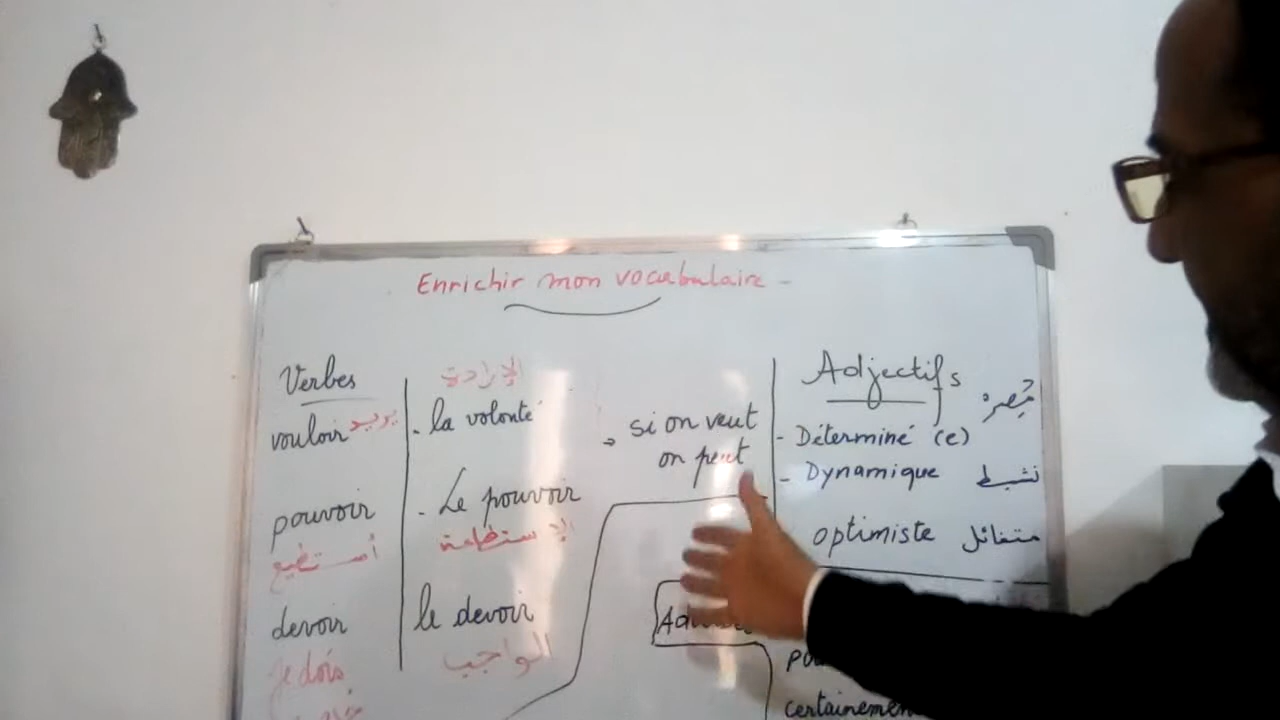 Enrichir mon vocabulaire -
Verbes
vouloir يريد
pouvoir
أستطيع
devoir
je dois
الإرادة
- la volonté
- Le pouvoir
الإستطاعة
le devoir
الواجب
→ si on veut
on peut
Adjectifs
مُصِرّ
- Déterminé (e)
- Dynamique نشيط
optimiste متفائل